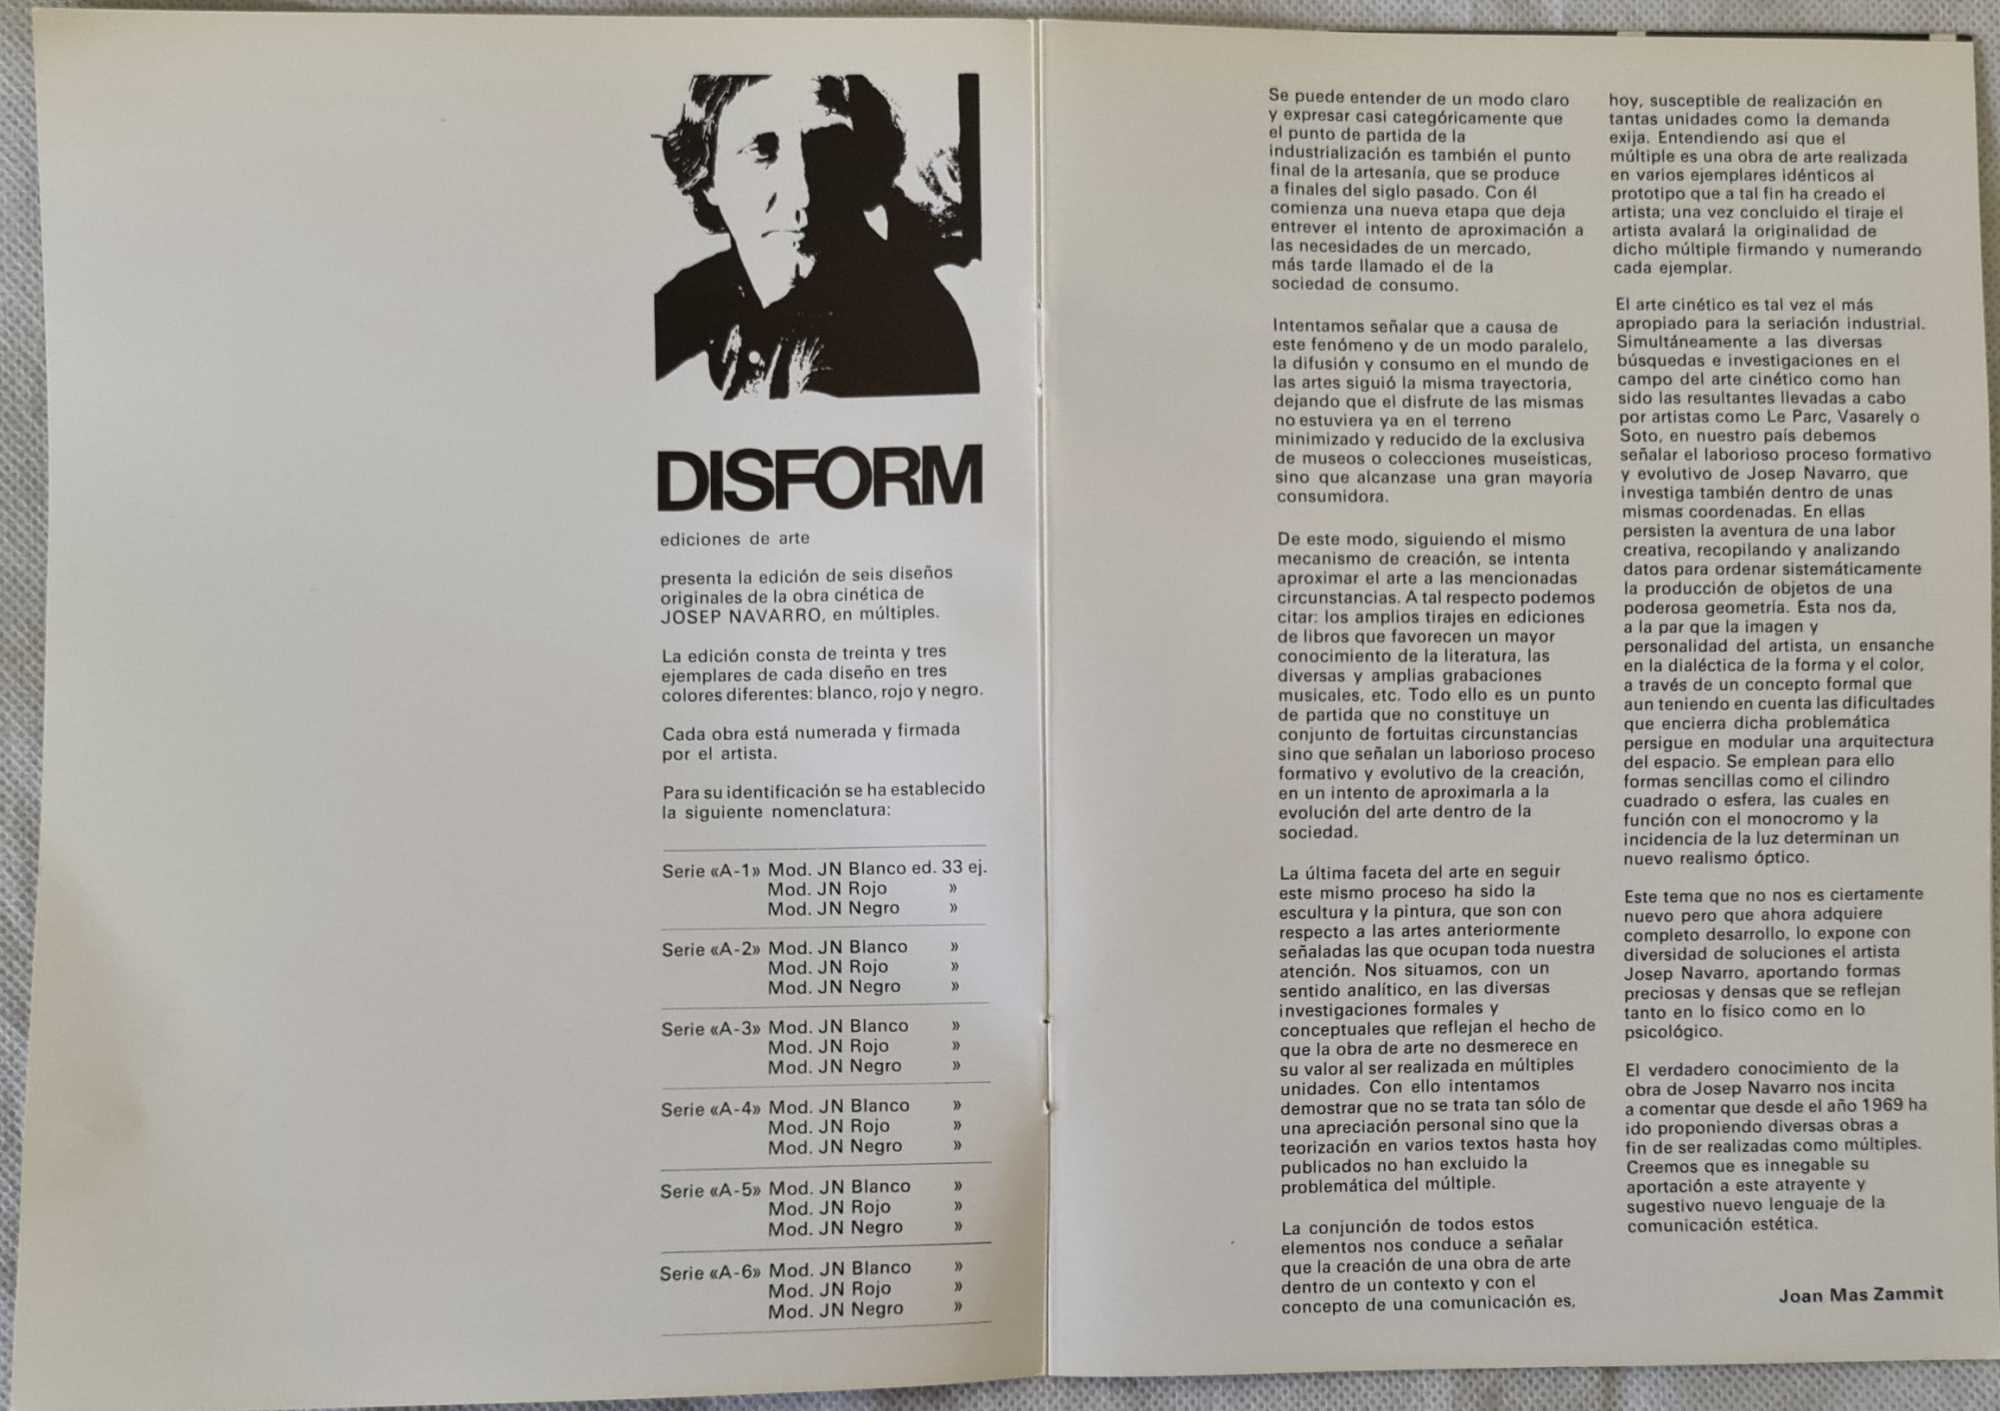 DISFORM
ediciones de arte
presenta la edición de seis diseños
originales de la obra cinética de
JOSEP NAVARRO, en múltiples.
La edición consta de treinta y tres
ejemplares de cada diseño en tres
colores diferentes: blanco, rojo y negro.
Cada obra está numerada y firmada
por el artista.
Para su identificación se ha establecido
la siguiente nomenclatura:
Serie «A-1» Mod. JN Blanco ed. 33 ej.
Mod. JN Rojo »
Mod. JN Negro »
Serie «A-2» Mod. JN Blanco »
Mod. JN Rojo »
Mod. JN Negro »
Serie «A-3» Mod. JN Blanco »
Mod. JN Rojo »
Mod. JN Negro »
Serie «A-4» Mod. JN Blanco »
Mod. JN Rojo »
Mod. JN Negro »
Serie «A-5» Mod. JN Blanco »
Mod. JN Rojo »
Mod. JN Negro »
Serie «A-6» Mod. JN Blanco »
Mod. JN Rojo »
Mod. JN Negro »
Se puede entender de un modo claro
y expresar casi categóricamente que
el punto de partida de la
industrialización es también el punto
final de la artesanía, que se produce
a finales del siglo pasado. Con él
comienza una nueva etapa que deja
entrever el intento de aproximación a
las necesidades de un mercado,
más tarde llamado el de la
sociedad de consumo.
Intentamos señalar que a causa de
este fenómeno y de un modo paralelo,
la difusión y consumo en el mundo de
las artes siguió la misma trayectoria,
dejando que el disfrute de las mismas
no estuviera ya en el terreno
minimizado y reducido de la exclusiva
de museos o colecciones museísticas,
sino que alcanzase una gran mayoría
consumidora.
De este modo, siguiendo el mismo
mecanismo de creación, se intenta
aproximar el arte a las mencionadas
circunstancias. A tal respecto podemos
citar: los amplios tirajes en ediciones
de libros que favorecen un mayor
conocimiento de la literatura, las
diversas y amplias grabaciones
musicales, etc. Todo ello es un punto
de partida que no constituye un
conjunto de fortuitas circunstancias
sino que señalan un laborioso proceso
formativo y evolutivo de la creación,
en un intento de aproximarla a la
evolución del arte dentro de la
sociedad.
La última faceta del arte en seguir
este mismo proceso ha sido la
escultura y la pintura, que son con
respecto a las artes anteriormente
señaladas las que ocupan toda nuestra
atención. Nos situamos, con un
sentido analítico, en las diversas
investigaciones formales y
conceptuales que reflejan el hecho de
que la obra de arte no desmerece en
su valor al ser realizada en múltiples
unidades. Con ello intentamos
demostrar que no se trata tan sólo de
una apreciación personal sino que la
teorización en varios textos hasta hoy
publicados no han excluido la
problemática del múltiple.
La conjunción de todos estos
elementos nos conduce a señalar
que la creación de una obra de arte
dentro de un contexto y con el
concepto de una comunicación es,
hoy, susceptible de realización en
tantas unidades como la demanda
exija. Entendiendo así que el
múltiple es una obra de arte realizada
en varios ejemplares idénticos al
prototipo que a tal fin ha creado el
artista; una vez concluido el tiraje el
artista avalará la originalidad de
dicho múltiple firmando y numerando
cada ejemplar.
El arte cinético es tal vez el más
apropiado para la seriación industrial.
Simultáneamente a las diversas
búsquedas e investigaciones en el
campo del arte cinético como han
sido las resultantes llevadas a cabo
por artistas como Le Parc, Vasarely o
Soto, en nuestro país debemos
señalar el laborioso proceso formativo
y evolutivo de Josep Navarro, que
investiga también dentro de unas
mismas coordenadas. En ellas
persisten la aventura de una labor
creativa, recopilando y analizando
datos para ordenar sistemáticamente
la producción de objetos de una
poderosa geometría. Esta nos da,
a la par que la imagen y
personalidad del artista, un ensanche
en la dialéctica de la forma y el color,
a través de un concepto formal que
aun teniendo en cuenta las dificultades
que encierra dicha problemática
persigue en modular una arquitectura
del espacio. Se emplean para ello
formas sencillas como el cilindro
cuadrado o esfera, las cuales en
función con el monocromo y la
incidencia de la luz determinan un
nuevo realismo óptico.
Este tema que no nos es ciertamente
nuevo pero que ahora adquiere
completo desarrollo, lo expone con
diversidad de soluciones el artista
Josep Navarro, aportando formas
preciosas y densas que se reflejan
tanto en lo físico como en lo
psicológico.
El verdadero conocimiento de la
obra de Josep Navarro nos incita
a comentar que desde el año 1969 ha
ido proponiendo diversas obras a
fin de ser realizadas como múltiples.
Creemos que es innegable su
aportación a este atrayente y
sugestivo nuevo lenguaje de la
comunicación estética.
Joan Mas Zammit